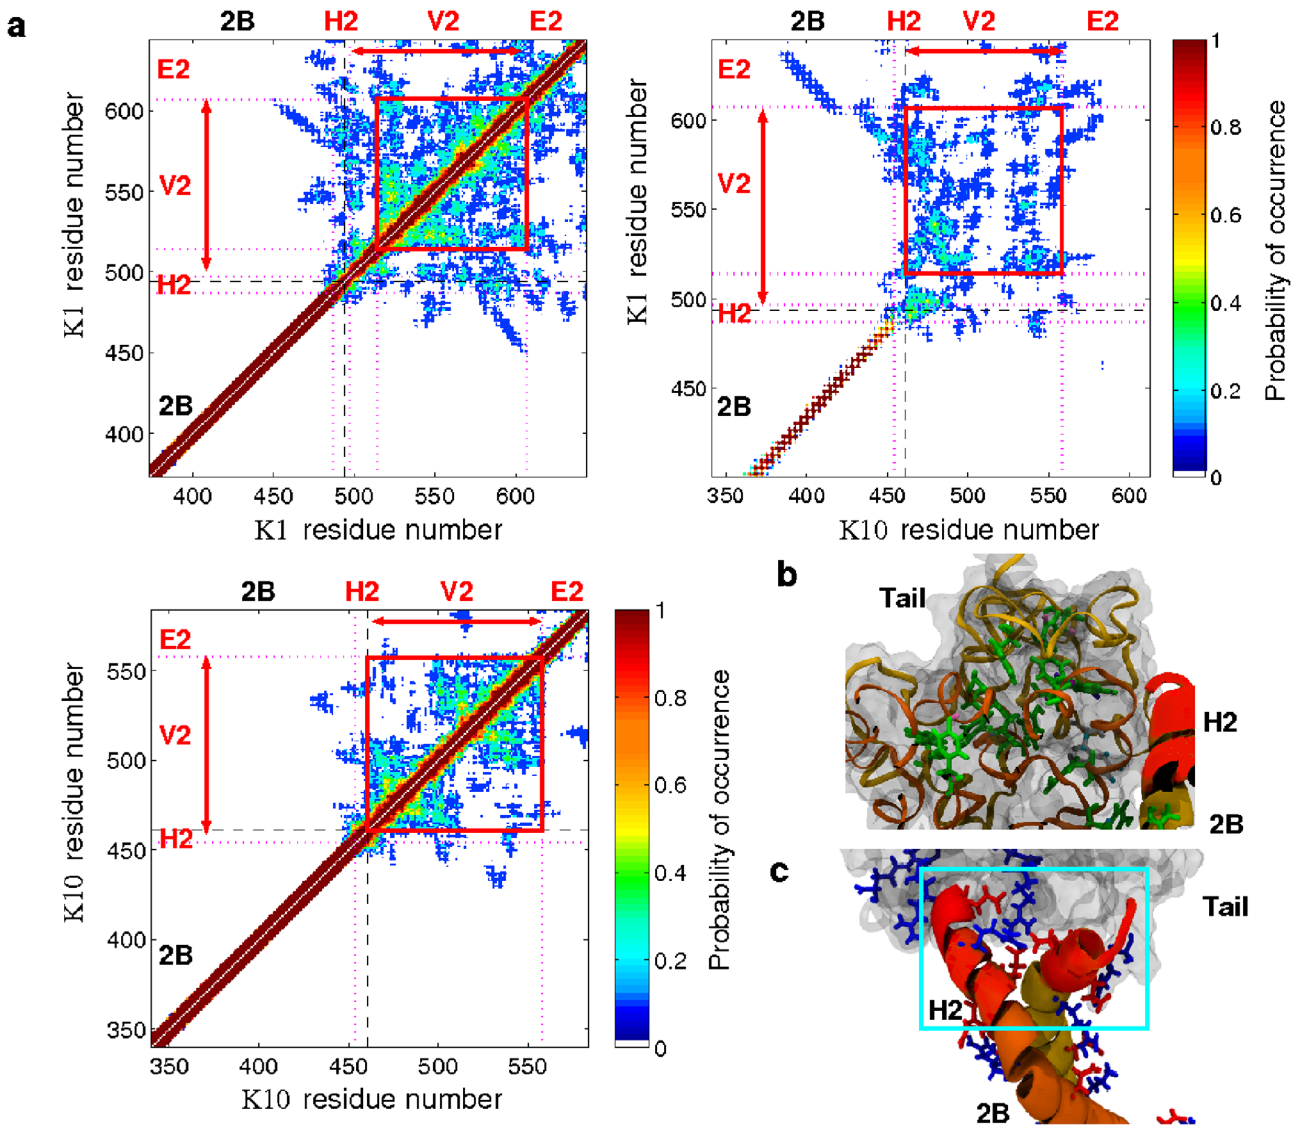 a
2B H2 V2 E2
E2
V2
H2
2B
600
550
500
450
400
400 450 500 550 600
K1 residue number
K1 residue number
2B H2 V2 E2
E2
V2
H2
2B
600
550
500
450
350 400 450 500 550 600
K1 residue number
K10 residue number
1
0.8
0.6
0.4
0.2
0
Probability of occurrence
2B H2 V2 E2
E2
V2
H2
2B
550
500
450
400
350
350 400 450 500 550
K10 residue number
K10 residue number
1
0.8
0.6
0.4
0.2
0
Probability of occurrence
b
Tail
H2
2B
c
Tail
H2
2B